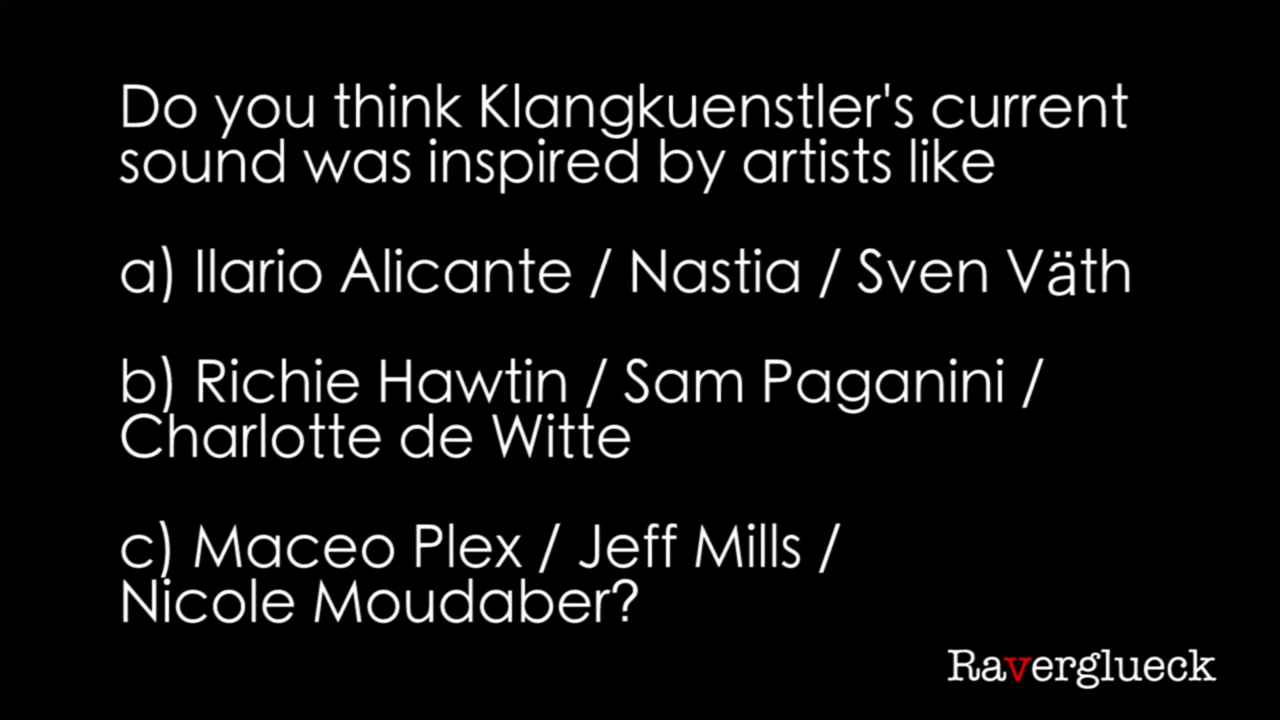 Do you think Klangkuenstler's current
sound was inspired by artists like
a) Ilario Alicante / Nastia / Sven Väth
b) Richie Hawtin / Sam Paganini /
Charlotte de Witte
c) Maceo Plex / Jeff Mills /
Nicole Moudaber?
Raverglueck